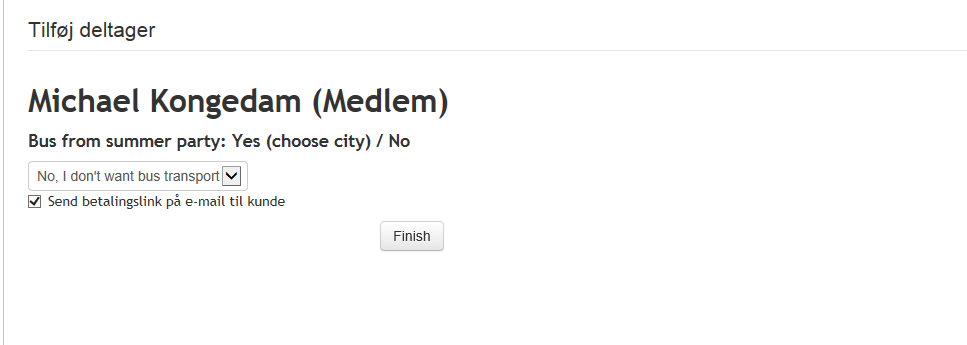 Tilføj deltager
Michael Kongedam (Medlem)
Bus from summer party: Yes (choose city) / No
No, I don't want bus transport
Send betalingslink på e-mail til kunde
Finish